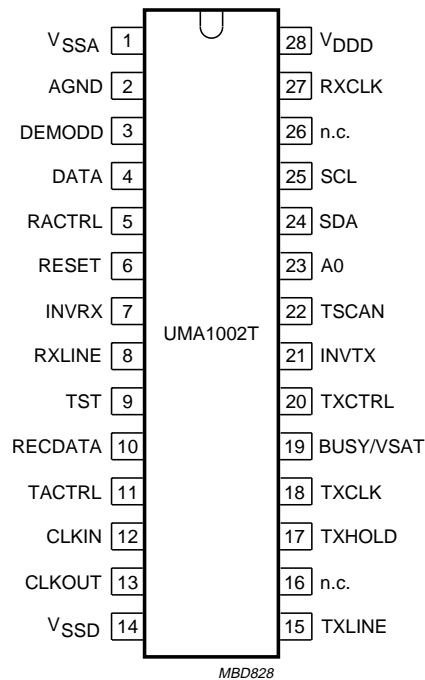 VSSA 1 28 VDDD
AGND 2 27 RXCLK
DEMODD 3 26 n.c.
DATA 4 25 SCL
RACTRL 5 24 SDA
RESET 6 23 A0
INVRX 7 22 TSCAN
UMA1002T
RXLINE 8 21 INVTX
TST 9 20 TXCTRL
RECDATA 10 19 BUSY/VSAT
TACTRL 11 18 TXCLK
CLKIN 12 17 TXHOLD
CLKOUT 13 16 n.c.
VSSD 14 15 TXLINE
MBD828